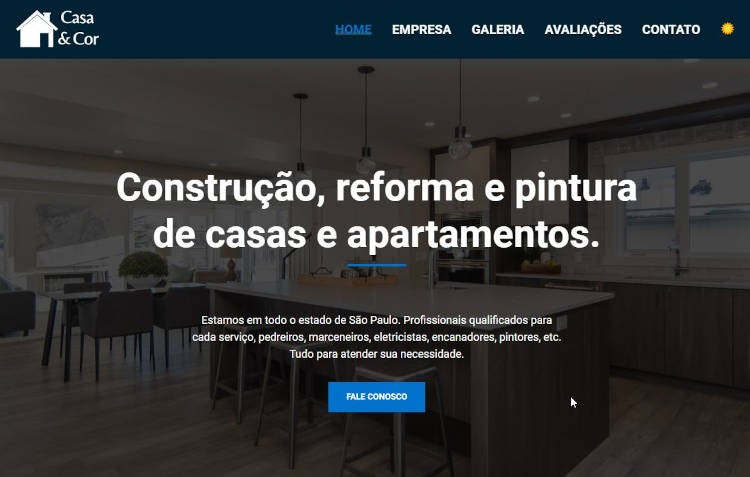 Casa
& Cor
HOME EMPRESA GALERIA AVALIAÇÕES CONTATO
Construção, reforma e pintura
de casas e apartamentos.
Estamos em todo o estado de São Paulo. Profissionais qualificados para
cada serviço, pedreiros, marceneiros, eletricistas, encanadores, pintores, etc.
Tudo para atender sua necessidade.
FALE CONOSCO